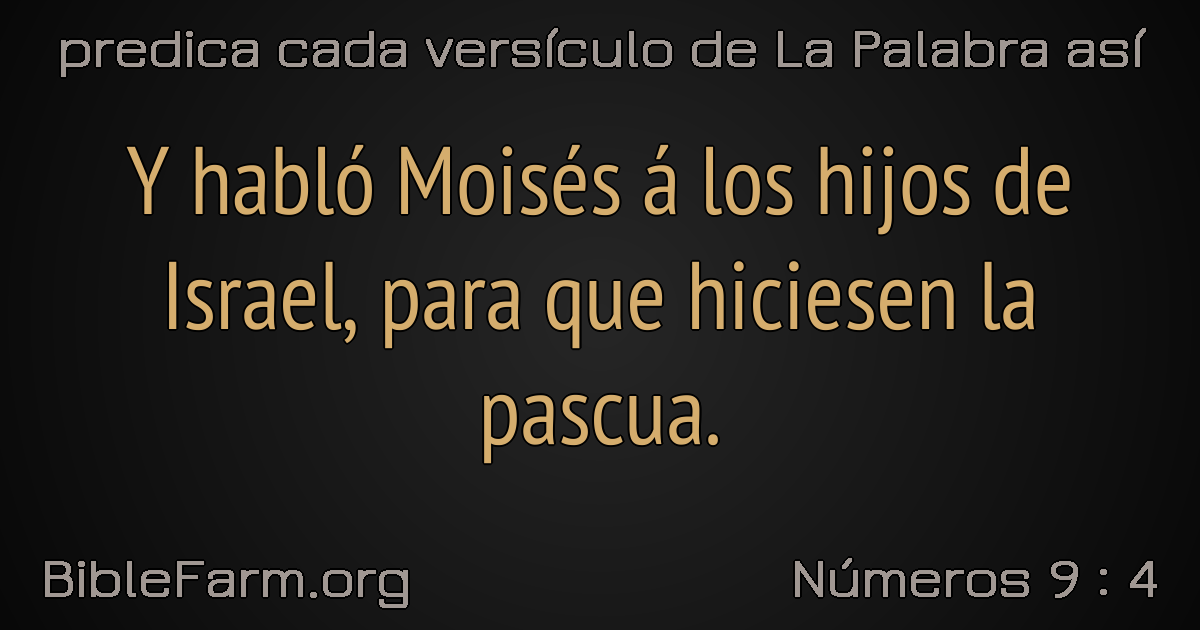 predica cada versículo de La Palabra así
Y habló Moisés á los hijos de
Israel, para que hiciesen la
pascua.
BibleFarm.org
Números 9 : 4